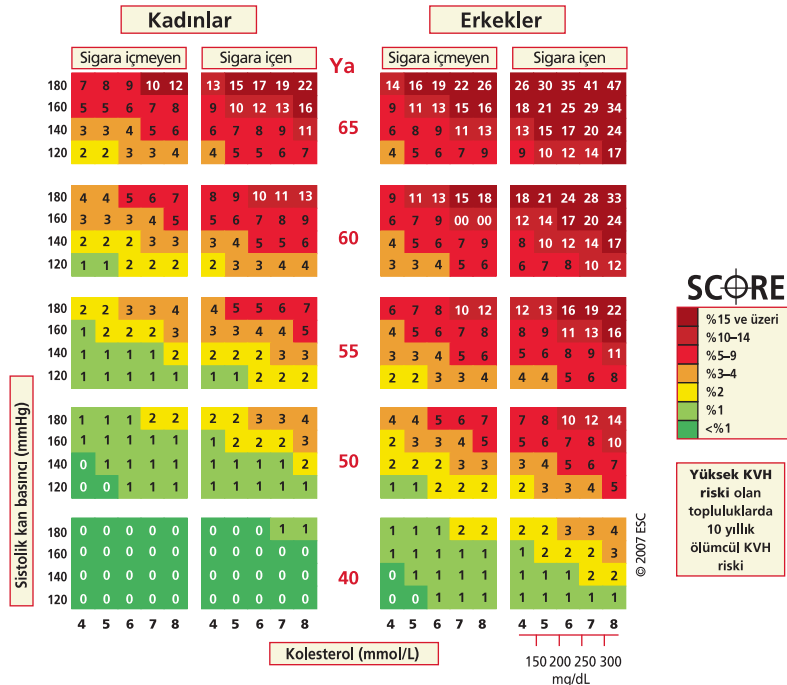 Kadınlar Erkekler
Sigara içmeyen Sigara içen Ya Sigara içmeyen Sigara içen
180 7 8 9 10 12 13 15 17 19 22 14 16 19 22 26 26 30 35 41 47
160 5 5 6 7 8 9 10 12 13 16 9 11 13 15 16 18 21 25 29 34
140 3 3 4 5 6 6 7 8 9 11 65 6 8 9 11 13 13 15 17 20 24
120 2 2 3 3 4 4 5 5 6 7 4 5 6 7 9 9 10 12 14 17
180 4 4 5 6 7 8 9 10 11 13 9 11 13 15 18 18 21 24 28 33
160 3 3 3 4 5 5 6 7 8 9 6 7 9 00 00 12 14 17 20 24
140 2 2 2 3 3 3 4 5 5 6 60 4 5 6 7 9 8 10 12 14 17
120 1 1 2 2 2 2 3 3 4 4 3 3 4 5 6 6 7 8 10 12
180 2 2 3 3 4 4 5 5 6 7 6 7 8 10 12 12 13 16 19 22
160 1 2 2 2 3 3 3 4 4 5 4 5 6 7 8 8 9 11 13 16
140 1 1 1 1 2 2 2 2 3 3 55 3 3 4 5 6 5 6 8 9 11
120 1 1 1 1 1 1 1 2 2 2 2 2 3 3 4 4 4 5 6 8
180 1 1 1 2 2 2 2 3 3 4 4 4 5 6 7 7 8 10 12 14
160 1 1 1 1 1 1 2 2 2 3 2 3 3 4 5 5 6 7 8 10
140 0 1 1 1 1 1 1 1 1 2 50 2 2 2 3 3 3 4 5 6 7
120 0 0 1 1 1 1 1 1 1 1 1 1 2 2 2 2 3 3 4 5
180 0 0 0 0 0 0 0 0 1 1 1 1 1 2 2 2 2 3 3 4
160 0 0 0 0 0 0 0 0 0 0 1 1 1 1 1 1 2 2 2 3
140 0 0 0 0 0 0 0 0 0 0 40 0 1 1 1 1 1 1 1 2 2
120 0 0 0 0 0 0 0 0 0 0 0 0 1 1 1 1 1 1 1 1
4 5 6 7 8 4 5 6 7 8 4 5 6 7 8 4 5 6 7 8
Sistolik kan basıncı (mmHg)
Kolesterol (mmol/L)
150 200 250 300
mg/dL
© 2007 ESC
SCORE
%15 ve üzeri
%10–14
%5–9
%3–4
%2
%1
<%1
Yüksek KVH
riski olan
topluluklarda
10 yıllık
ölümcül KVH
riski